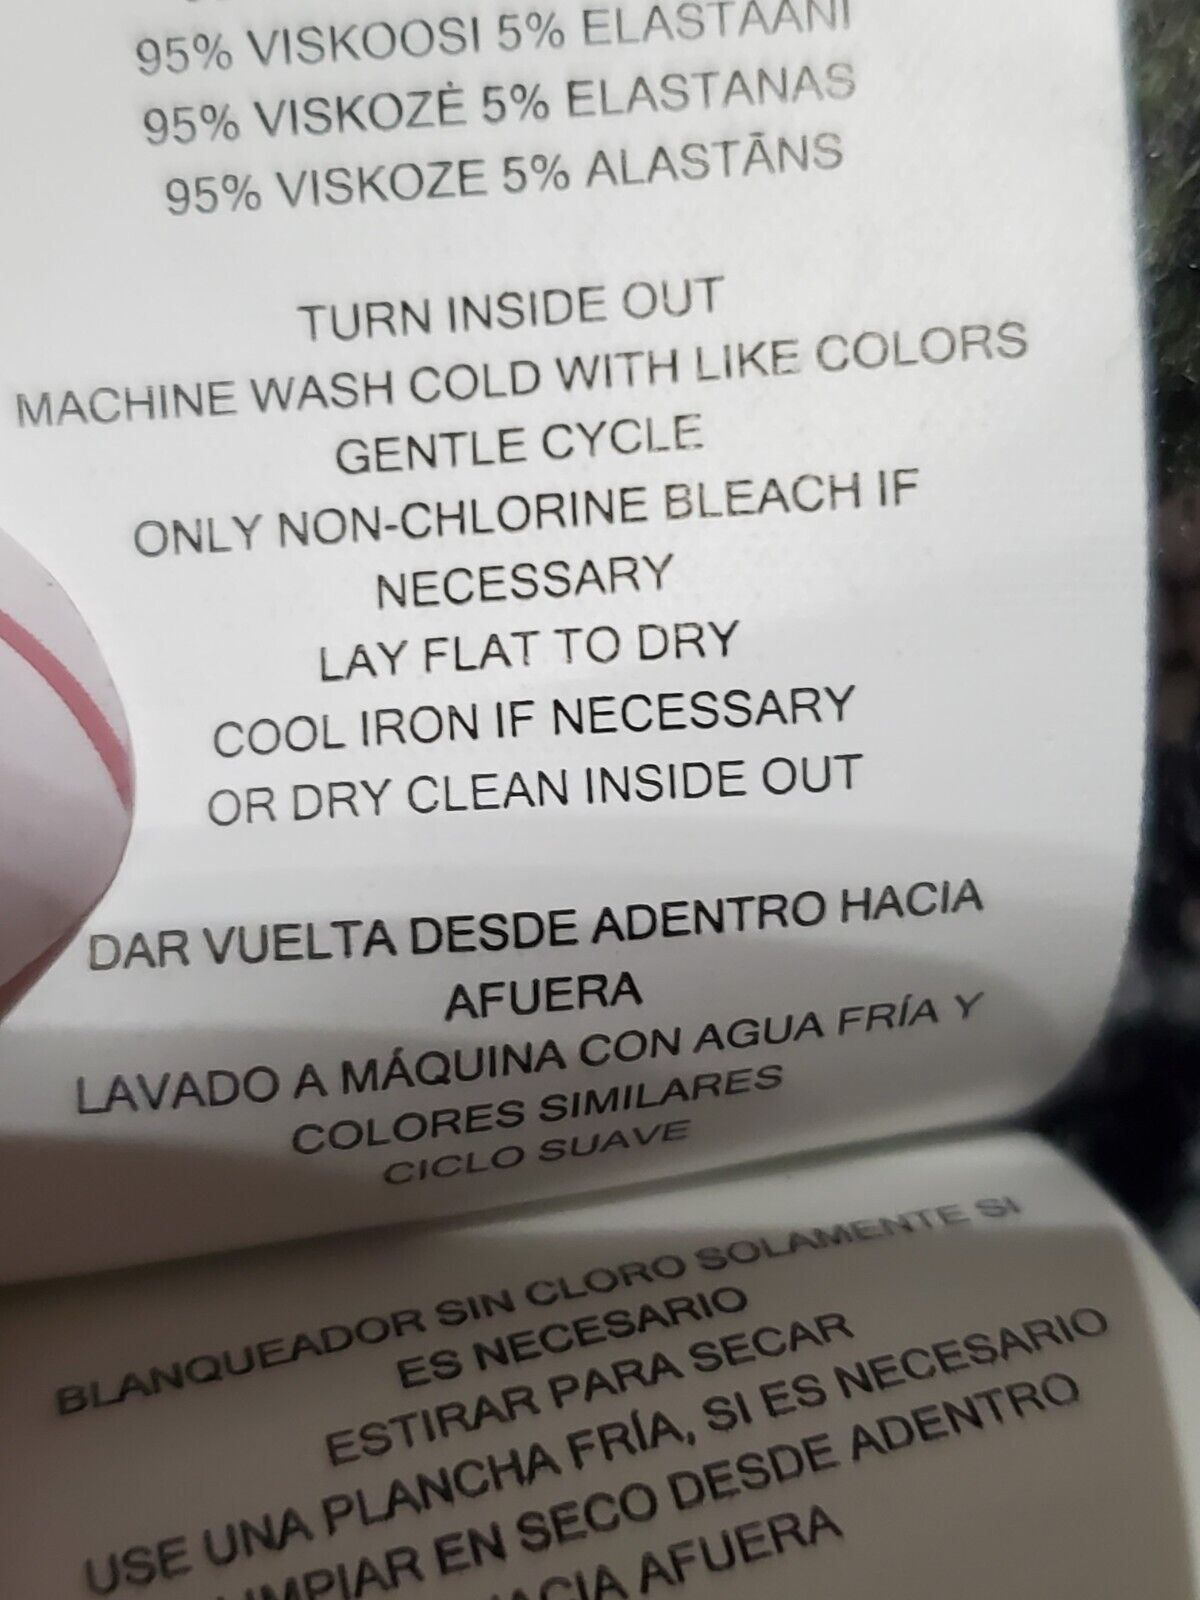 95% VISKOOSI 5% ELASTAANI
95% VISKOZĖ 5% ELASTANAS
95% VISKOZE 5% ALASTĀNS
TURN INSIDE OUT
MACHINE WASH COLD WITH LIKE COLORS
GENTLE CYCLE
ONLY NON-CHLORINE BLEACH IF
NECESSARY
LAY FLAT TO DRY
COOL IRON IF NECESSARY
OR DRY CLEAN INSIDE OUT
DAR VUELTA DESDE ADENTRO HACIA
AFUERA
LAVADO A MÁQUINA CON AGUA FRÍA Y
COLORES SIMILARES
CICLO SUAVE
BLANQUEADOR SIN CLORO SOLAMENTE SI
ES NECESARIO
ESTIRAR PARA SECAR
USE UNA PLANCHA FRÍA, SI ES NECESARIO
EN SECO DESDE ADENTRO
AFUERA